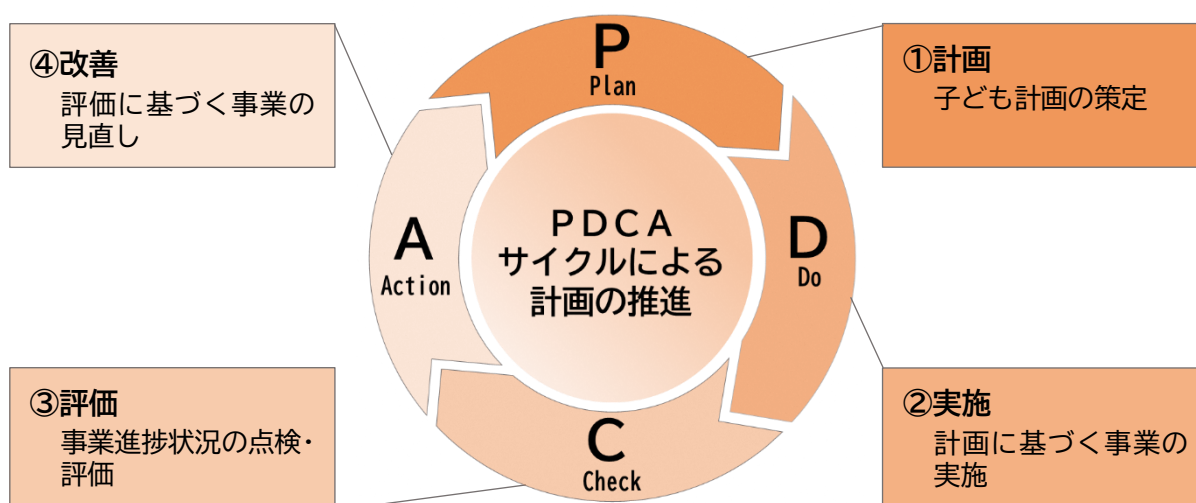 ④改善
評価に基づく事業の
見直し
P
Plan
①計画
子ども計画の策定
A
Action
PDCA
サイクルによる
計画の推進
D
Do
③評価
事業進捗状況の点検・
評価
C
Check
②実施
計画に基づく事業の
実施